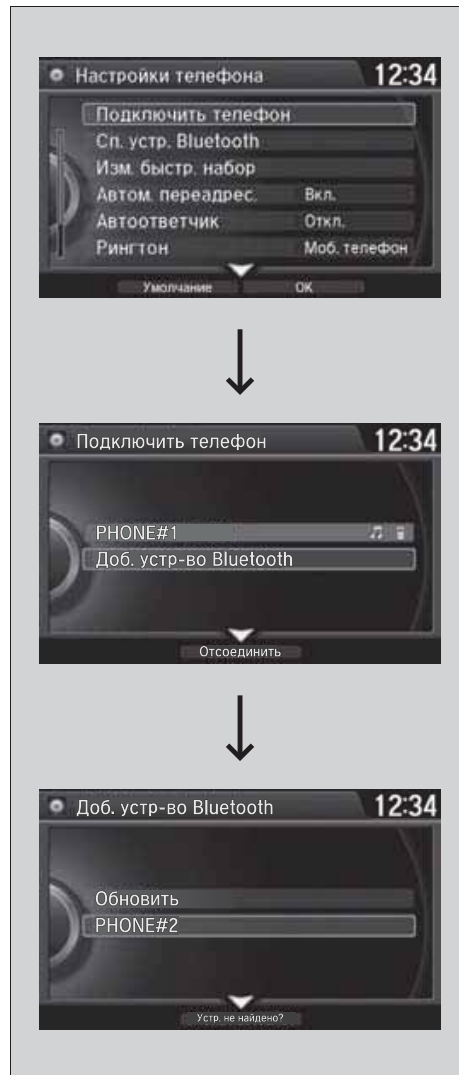 Настройки телефона 12:34
Подключить телефон
Сп. устр. Bluetooth
Изм. быстр. набор
Автом. переадрес. Вкл.
Автоответчик Откл.
Рингтон Моб. телефон
Умолчание ОК
Подключить телефон 12:34
PHONE#1
Доб. устр-во Bluetooth
Отсоединить
Доб. устр-во Bluetooth 12:34
Обновить
PHONE#2
Устр. не найдено?